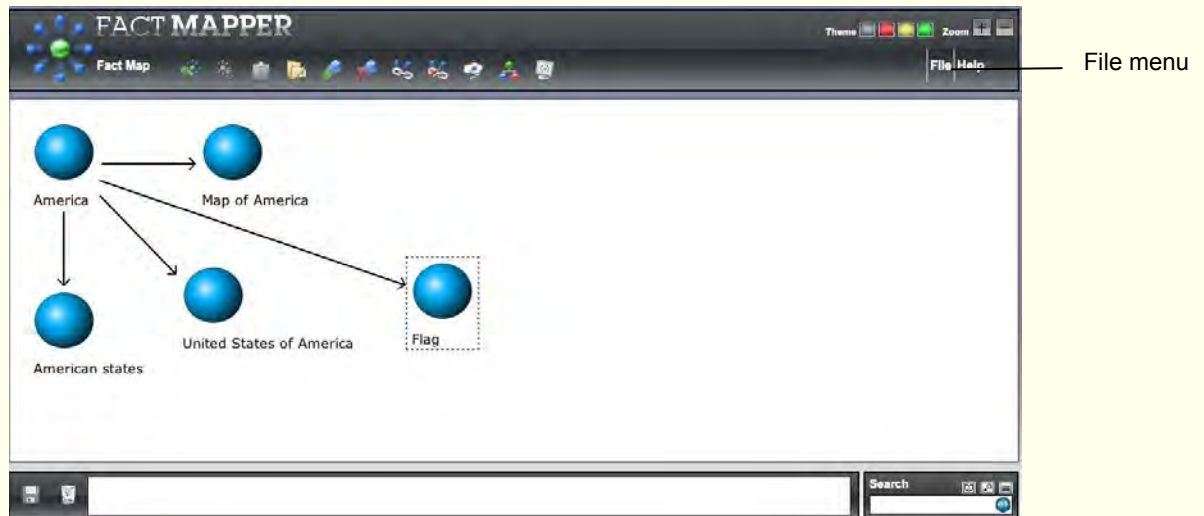 FACT MAPPER
Theme Zoom
Fact Map
File Help
File menu
America
Map of America
American states
United States of America
Flag
Search